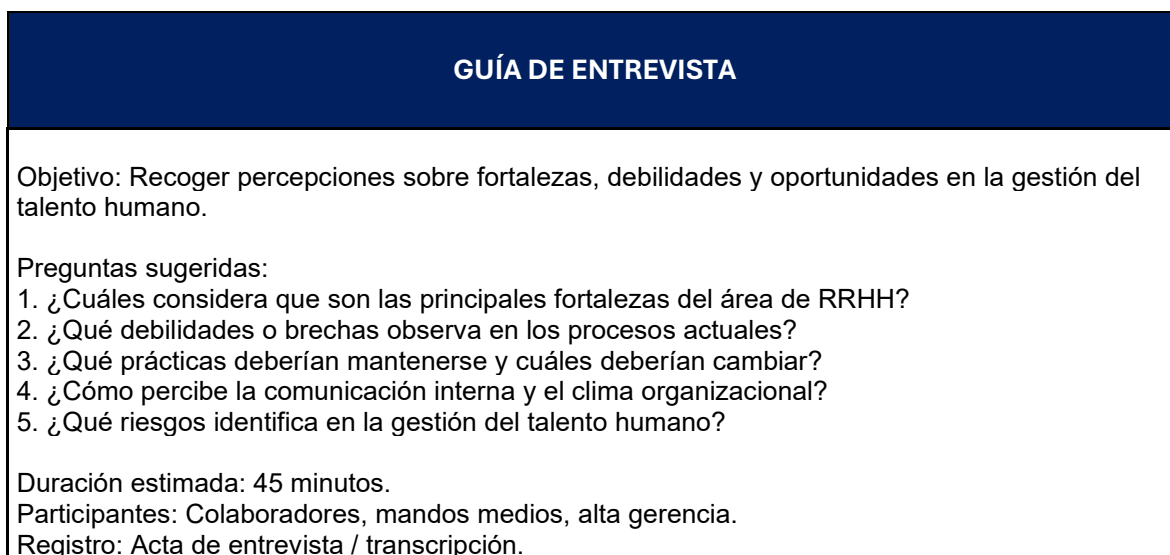 GUÍA DE ENTREVISTA
Objetivo: Recoger percepciones sobre fortalezas, debilidades y oportunidades en la gestión del
talento humano.
Preguntas sugeridas:
1. ¿Cuáles considera que son las principales fortalezas del área de RRHH?
2. ¿Qué debilidades o brechas observa en los procesos actuales?
3. ¿Qué prácticas deberían mantenerse y cuáles deberían cambiar?
4. ¿Cómo percibe la comunicación interna y el clima organizacional?
5. ¿Qué riesgos identifica en la gestión del talento humano?
Duración estimada: 45 minutos.
Participantes: Colaboradores, mandos medios, alta gerencia.
Registro: Acta de entrevista / transcripción.